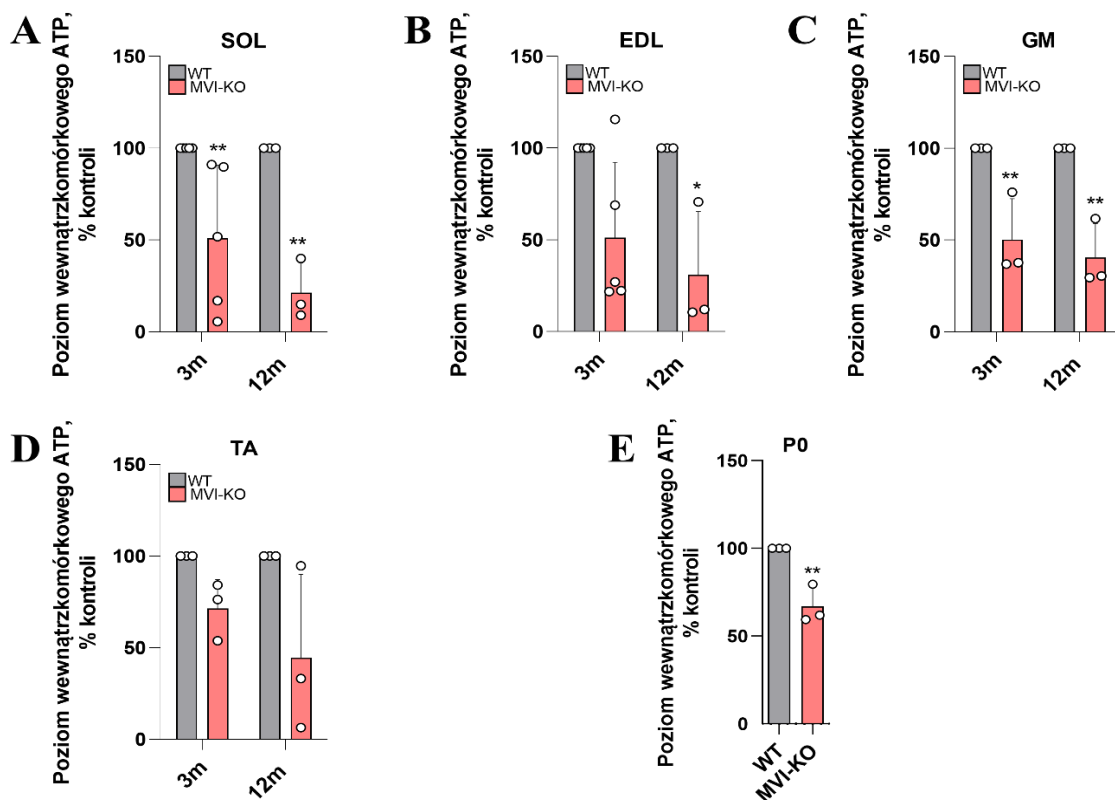 A
SOL
Poziom wewnątrzkomórkowego ATP,
% kontroli
150
100
50
0
WT
MVI-KO
**
**
3m
12m
B
EDL
Poziom wewnątrzkomórkowego ATP,
% kontroli
150
100
50
0
WT
MVI-KO
*
3m
12m
C
GM
Poziom wewnątrzkomórkowego ATP,
% kontroli
150
100
50
0
WT
MVI-KO
**
**
3m
12m
D
TA
Poziom wewnątrzkomórkowego ATP,
% kontroli
150
100
50
0
WT
MVI-KO
3m
12m
E
P0
Poziom wewnątrzkomórkowego ATP,
% kontroli
150
100
50
0
**
WT
MVI-KO